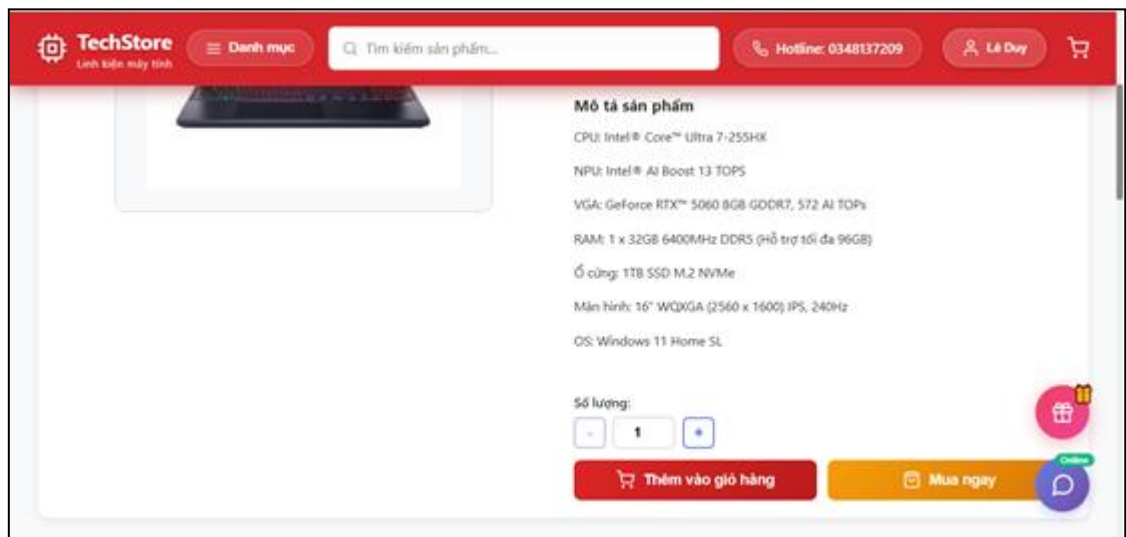 TechStore
Linh kiện máy tính
Danh mục
Tìm kiếm sản phẩm...
Hotline: 0348137209
Lê Duy
Mô tả sản phẩm
CPU: Intel® Core™ Ultra 7-255HX
NPU: Intel® AI Boost 13 TOPS
VGA: GeForce RTX™ 5060 8GB GDDR7, 572 AI TOPs
RAM: 1 x 32GB 6400MHz DDR5 (Hỗ trợ tối đa 96GB)
Ổ cứng: 1TB SSD M.2 NVMe
Màn hình: 16" WQXGA (2560 x 1600) IPS, 240Hz
OS: Windows 11 Home SL
Số lượng:
- 1 +
Thêm vào giỏ hàng
Mua ngay
Online